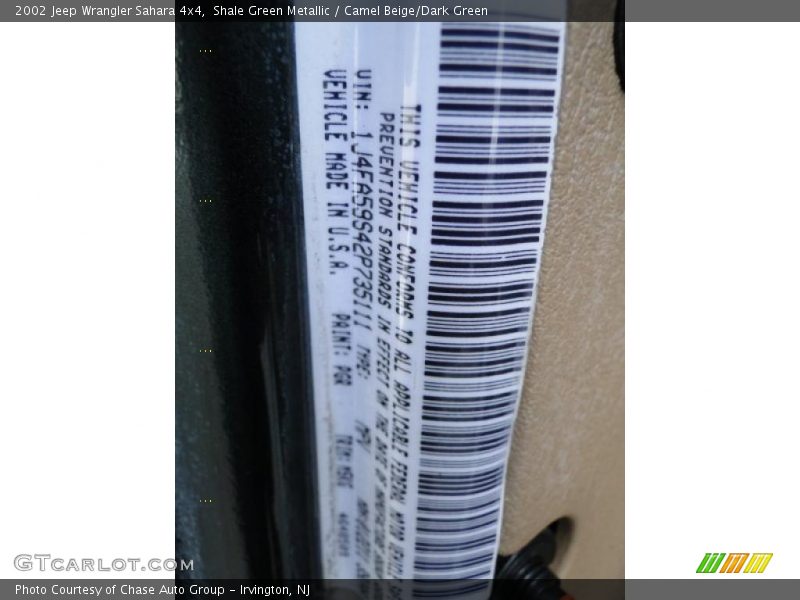 2002 Jeep Wrangler Sahara 4x4, Shale Green Metallic / Camel Beige/Dark Green
THIS VEHICLE CONFORMS TO ALL APPLICABLE FEDERAL MOTOR
PREVENTION STANDARDS IN EFFECT ON THE DATE OF
VIN: 1J4FA59S42P735111 TYPE: MPV
VEHICLE MADE IN U.S.A. PAINT: PGR TRIM:
GTCARLOT.COM
Photo Courtesy of Chase Auto Group - Irvington, NJ